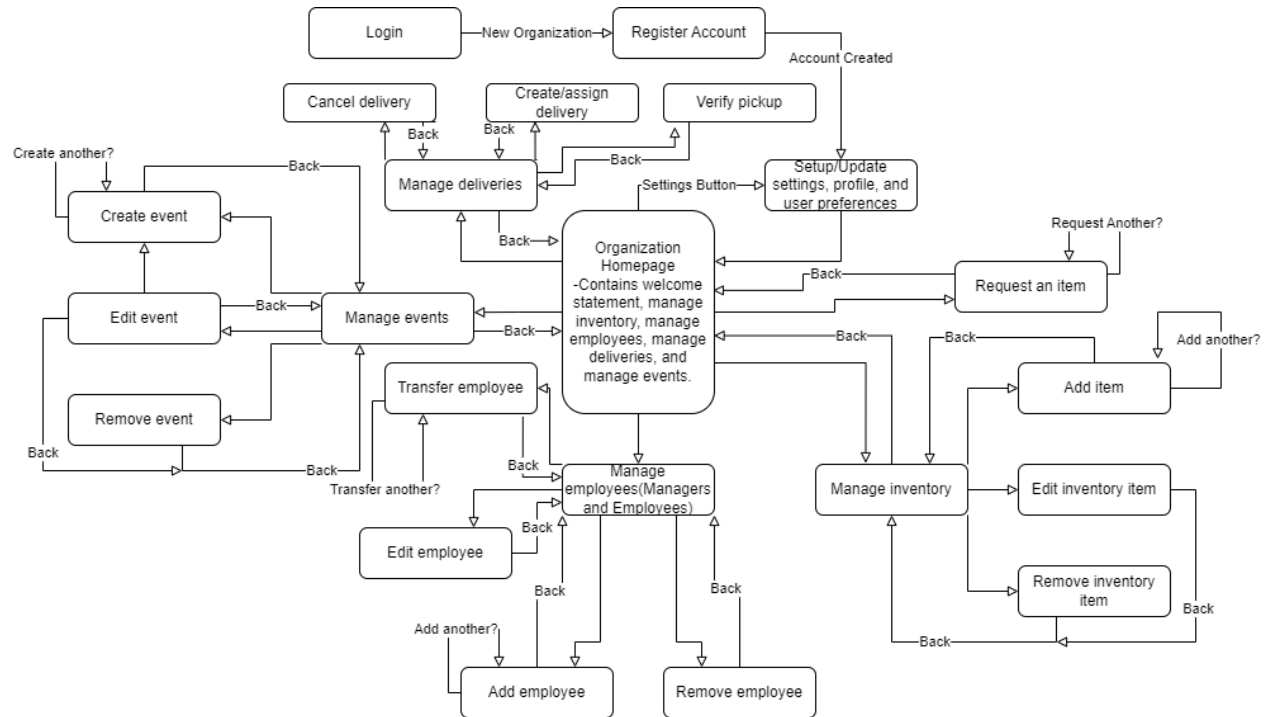 Login
New Organization
Register Account
Account Created
Cancel delivery
Create/assign
delivery
Verify pickup
Back
Back
Back
Create another?
Back
Manage deliveries
Settings Button
Setup/Update
settings, profile, and
user preferences
Create event
Back
Organization
Homepage
-Contains welcome
statement, manage
inventory, manage
employees, manage
deliveries, and
manage events.
Request Another?
Back
Request an item
Edit event
Back
Manage events
Back
Back
Back
Add another?
Transfer employee
Add item
Remove event
Back
Back
Back
Transfer another?
Manage
employees(Managers
and Employees)
Manage inventory
Edit inventory item
Back
Edit employee
Back
Back
Remove inventory
item
Back
Back
Add another?
Add employee
Remove employee